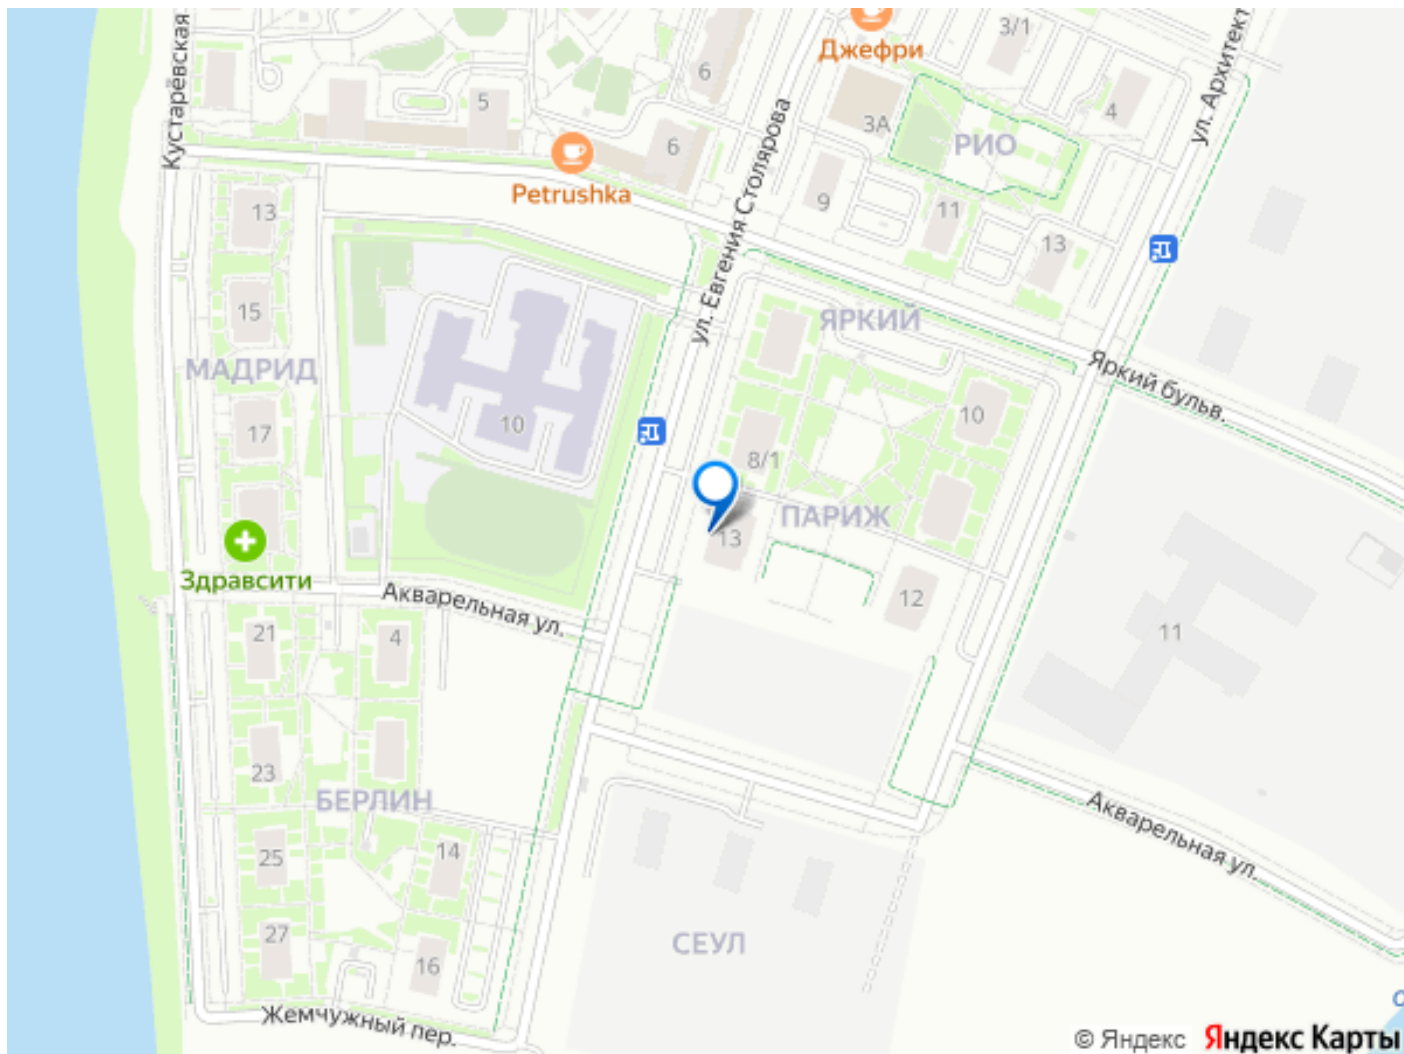 Джефри
3/1
6
5
4
Кустарёвская
ул. Архитект
3А
6
РИО
Petrushka
ул. Евгения Столярова
9
11
13
13
15
ЯРКИЙ
МАДРИД
Яркий бульв.
17
10
10
8/1
ПАРИЖ
13
Здравсити
Акварельная ул.
12
21
4
11
23
БЕРЛИН
Акварельная ул.
25
14
27
СЕУЛ
16
Жемчужный пер.
© Яндекс Яндекс Карты